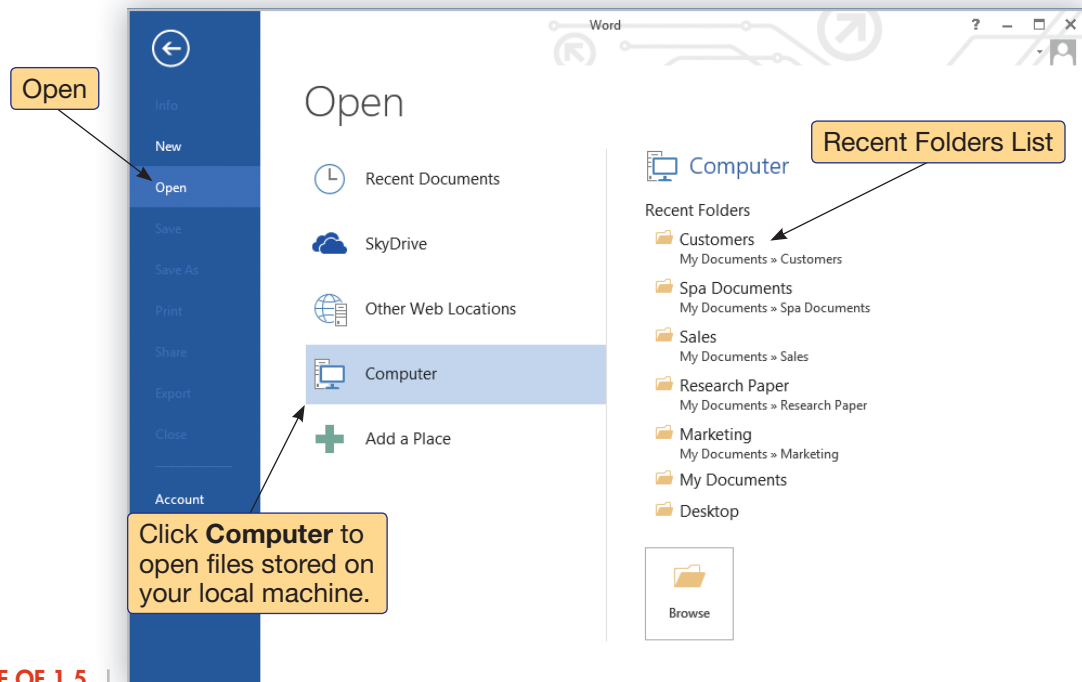 Word
?
Open
Info
New
Open
Save
Save As
Print
Share
Export
Close
Account
Open
Recent Documents
SkyDrive
Other Web Locations
Computer
Add a Place
Click Computer to
open files stored on
your local machine.
Recent Folders List
Computer
Recent Folders
Customers
My Documents » Customers
Spa Documents
My Documents » Spa Documents
Sales
My Documents » Sales
Research Paper
My Documents » Research Paper
Marketing
My Documents » Marketing
My Documents
Desktop
Browse
OF 1.5 |